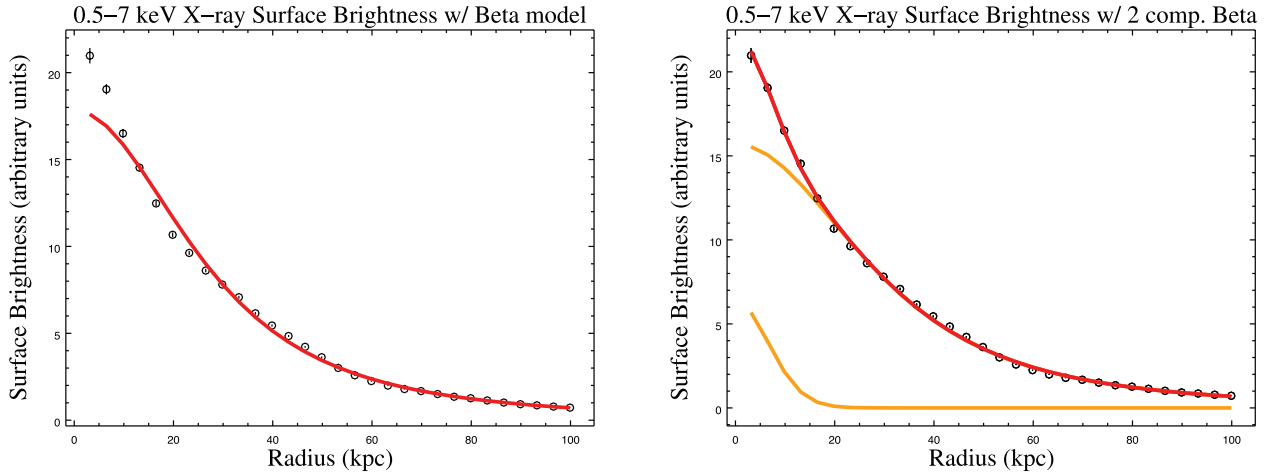 0.5−7 keV X−ray Surface Brightness w/ Beta model
Surface Brightness (arbitrary units)
20
15
10
5
0
0 20 40 60 80 100
Radius (kpc)
0.5−7 keV X−ray Surface Brightness w/ 2 comp. Beta
Surface Brightness (arbitrary units)
20
15
10
5
0
0 20 40 60 80 100
Radius (kpc)